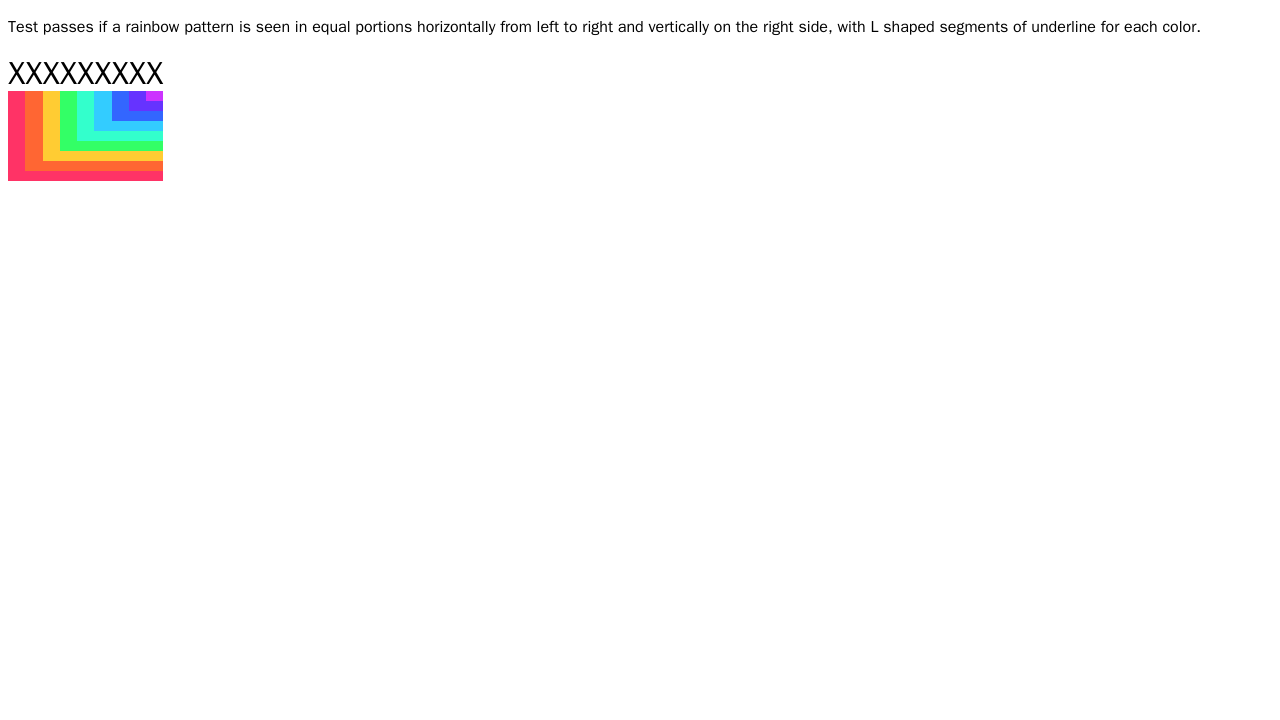 Test passes if a rainbow pattern is seen in equal portions horizontally from left to right and vertically on the right side, with L shaped segments of underline for each color.
XXXXXXXXX